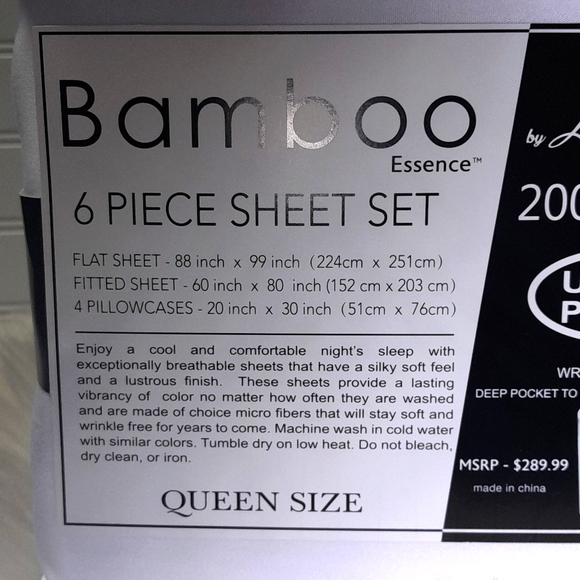 Bamboo
Essence™
6 PIECE SHEET SET
FLAT SHEET - 88 inch x 99 inch (224cm x 251cm)
FITTED SHEET - 60 inch x 80 inch (152 cm x 203 cm)
4 PILLOWCASES - 20 inch x 30 inch (51cm x 76cm)
Enjoy a cool and comfortable night's sleep with
exceptionally breathable sheets that have a silky soft feel
and a lustrous finish. These sheets provide a lasting
vibrancy of color no matter how often they are washed
and are made of choice micro fibers that will stay soft and
wrinkle free for years to come. Machine wash in cold water
with similar colors. Tumble dry on low heat. Do not bleach,
dry clean, or iron.
QUEEN SIZE
by
200
WR
DEEP POCKET TO
MSRP - $289.99
made in china